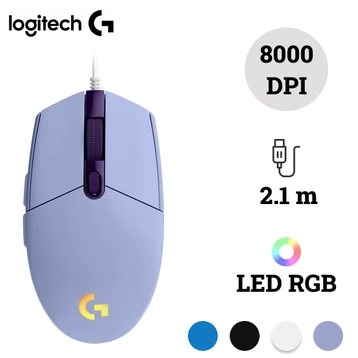 logitech G
8000
DPI
2.1 m
LED RGB
G